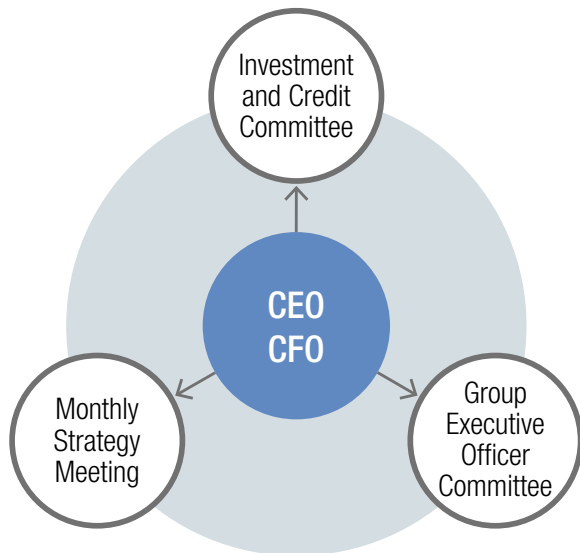 Investment
and Credit
Committee
CEO
CFO
Monthly
Strategy
Meeting
Group
Executive
Officer
Committee